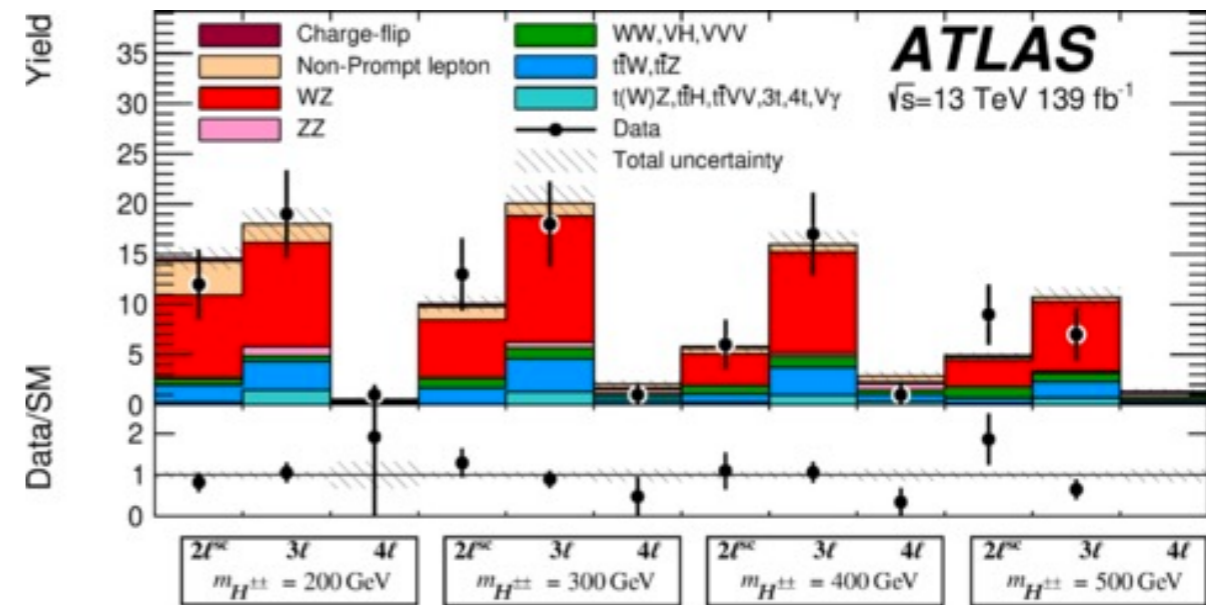 Yield
35
30
25
20
15
10
5
0
Charge-flip
Non-Prompt lepton
WZ
ZZ
WW,VH,VVV
tt̄W,tt̄Z
t(W)Z,tt̄H,tt̄VV,3t,4t,Vγ
Data
Total uncertainty
ATLAS
√s=13 TeV 139 fb⁻¹
Data/SM
2
1
0
2ℓˢᶜ 3ℓ 4ℓ
m_H±± = 200 GeV
2ℓˢᶜ 3ℓ 4ℓ
m_H±± = 300 GeV
2ℓˢᶜ 3ℓ 4ℓ
m_H±± = 400 GeV
2ℓˢᶜ 3ℓ 4ℓ
m_H±± = 500 GeV